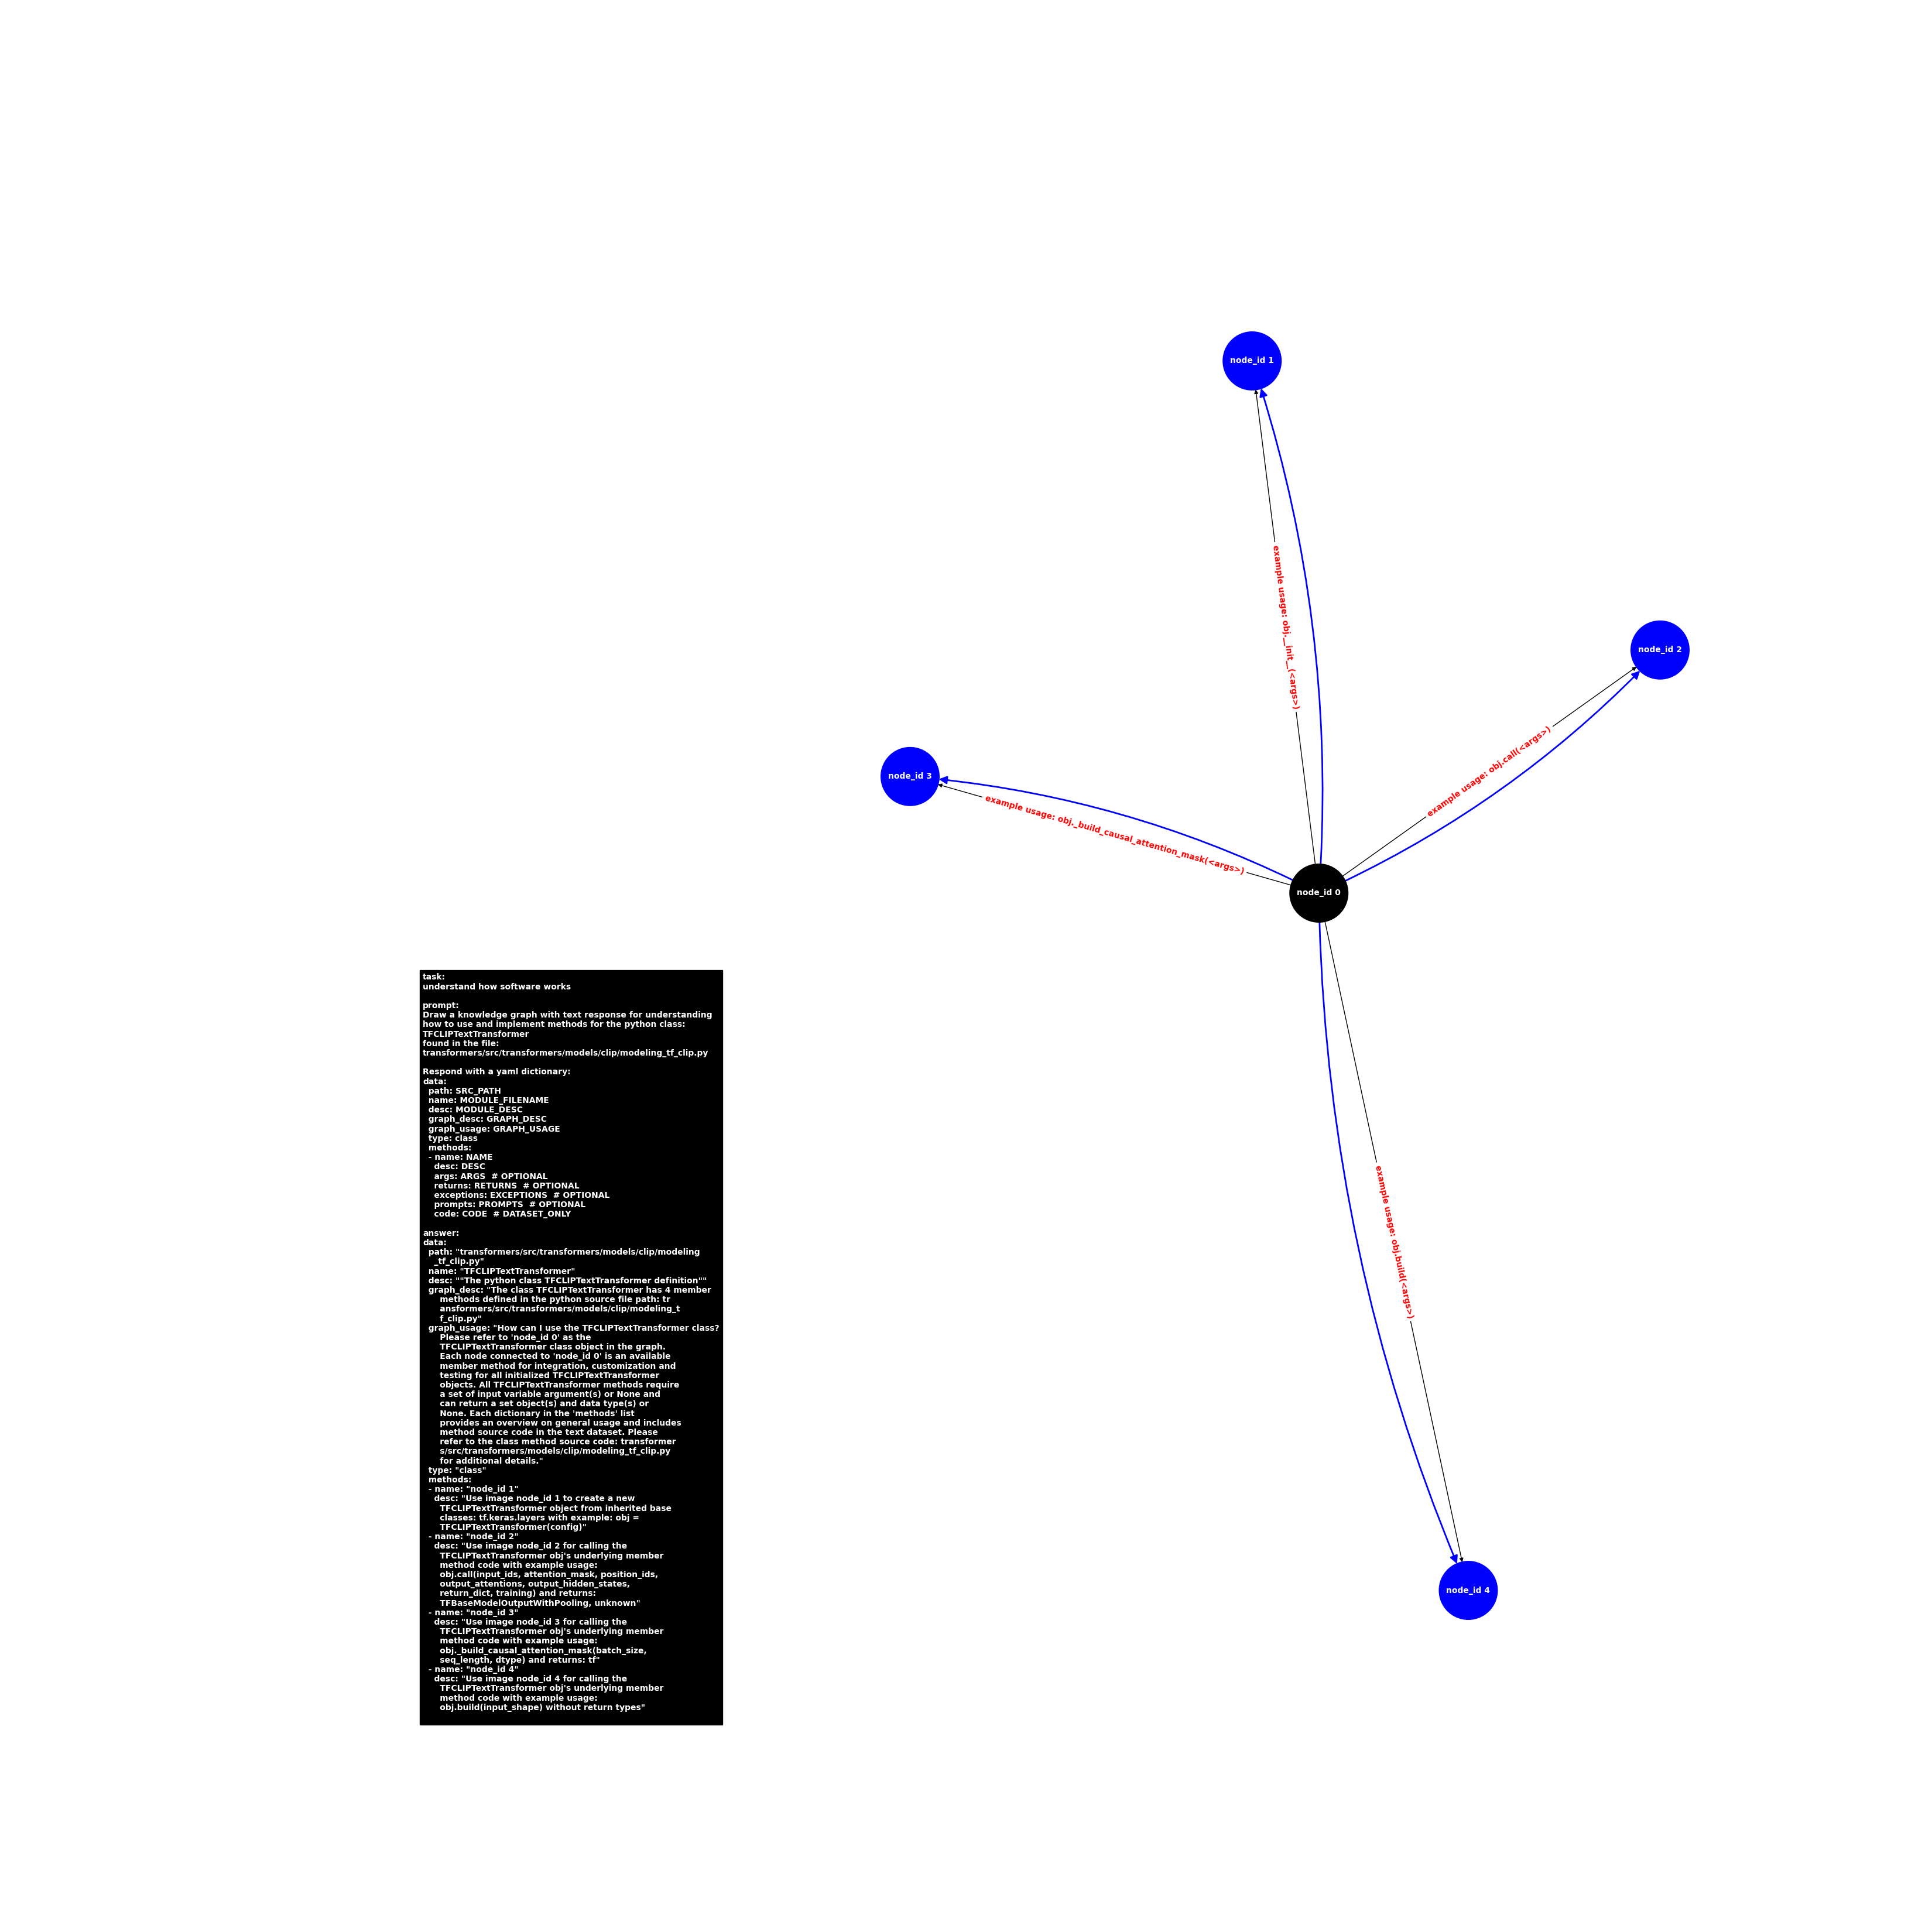 node_id 1
example usage: obj.__init__(<args>)
node_id 2
example usage: obj.call(<args>)
node_id 3
example usage: obj._build_causal_attention_mask(<args>)
node_id 0
example usage: obj.build(<args>)
node_id 4
task:
understand how software works

prompt:
Draw a knowledge graph with text response for understanding
how to use and implement methods for the python class:
TFCLIPTextTransformer
found in the file:
transformers/src/transformers/models/clip/modeling_tf_clip.py

Respond with a yaml dictionary:
data:
  path: SRC_PATH
  name: MODULE_FILENAME
  desc: MODULE_DESC
  graph_desc: GRAPH_DESC
  graph_usage: GRAPH_USAGE
  type: class
  methods:
  - name: NAME
    desc: DESC
    args: ARGS  # OPTIONAL
    returns: RETURNS  # OPTIONAL
    exceptions: EXCEPTIONS  # OPTIONAL
    prompts: PROMPTS  # OPTIONAL
    code: CODE  # DATASET_ONLY

answer:
data:
  path: "transformers/src/transformers/models/clip/modeling
    _tf_clip.py"
  name: "TFCLIPTextTransformer"
  desc: ""The python class TFCLIPTextTransformer definition""
  graph_desc: "The class TFCLIPTextTransformer has 4 member
      methods defined in the python source file path: tr
      ansformers/src/transformers/models/clip/modeling_t
      f_clip.py"
  graph_usage: "How can I use the TFCLIPTextTransformer class?
      Please refer to 'node_id 0' as the
      TFCLIPTextTransformer class object in the graph.
      Each node connected to 'node_id 0' is an available
      member method for integration, customization and
      testing for all initialized TFCLIPTextTransformer
      objects. All TFCLIPTextTransformer methods require
      a set of input variable argument(s) or None and
      can return a set object(s) and data type(s) or
      None. Each dictionary in the 'methods' list
      provides an overview on general usage and includes
      method source code in the text dataset. Please
      refer to the class method source code: transformer
      s/src/transformers/models/clip/modeling_tf_clip.py
      for additional details."
  type: "class"
  methods:
  - name: "node_id 1"
    desc: "Use image node_id 1 to create a new
      TFCLIPTextTransformer object from inherited base
      classes: tf.keras.layers with example: obj =
      TFCLIPTextTransformer(config)"
  - name: "node_id 2"
    desc: "Use image node_id 2 for calling the
      TFCLIPTextTransformer obj's underlying member
      method code with example usage:
      obj.call(input_ids, attention_mask, position_ids,
      output_attentions, output_hidden_states,
      return_dict, training) and returns:
      TFBaseModelOutputWithPooling, unknown"
  - name: "node_id 3"
    desc: "Use image node_id 3 for calling the
      TFCLIPTextTransformer obj's underlying member
      method code with example usage:
      obj._build_causal_attention_mask(batch_size,
      seq_length, dtype) and returns: tf"
  - name: "node_id 4"
    desc: "Use image node_id 4 for calling the
      TFCLIPTextTransformer obj's underlying member
      method code with example usage:
      obj.build(input_shape) without return types"